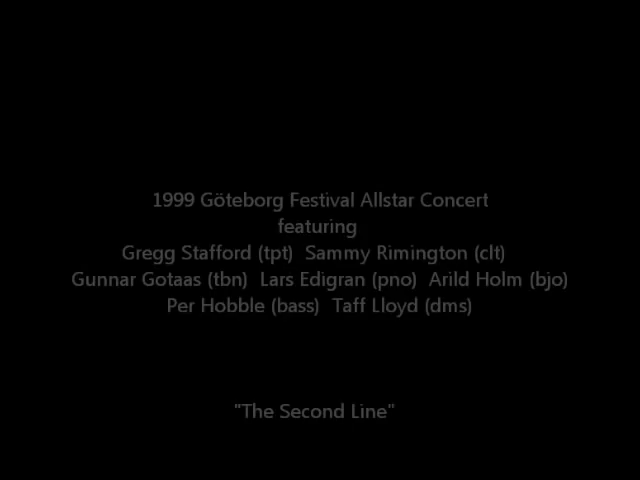 1999 Göteborg Festival Allstar Concert
featuring
Gregg Stafford (tpt)  Sammy Rimington (clt)
Gunnar Gotaas (tbn)  Lars Edigran (pno)  Arild Holm (bjo)
Per Hobble (bass)  Taff Lloyd (dms)
"The Second Line"